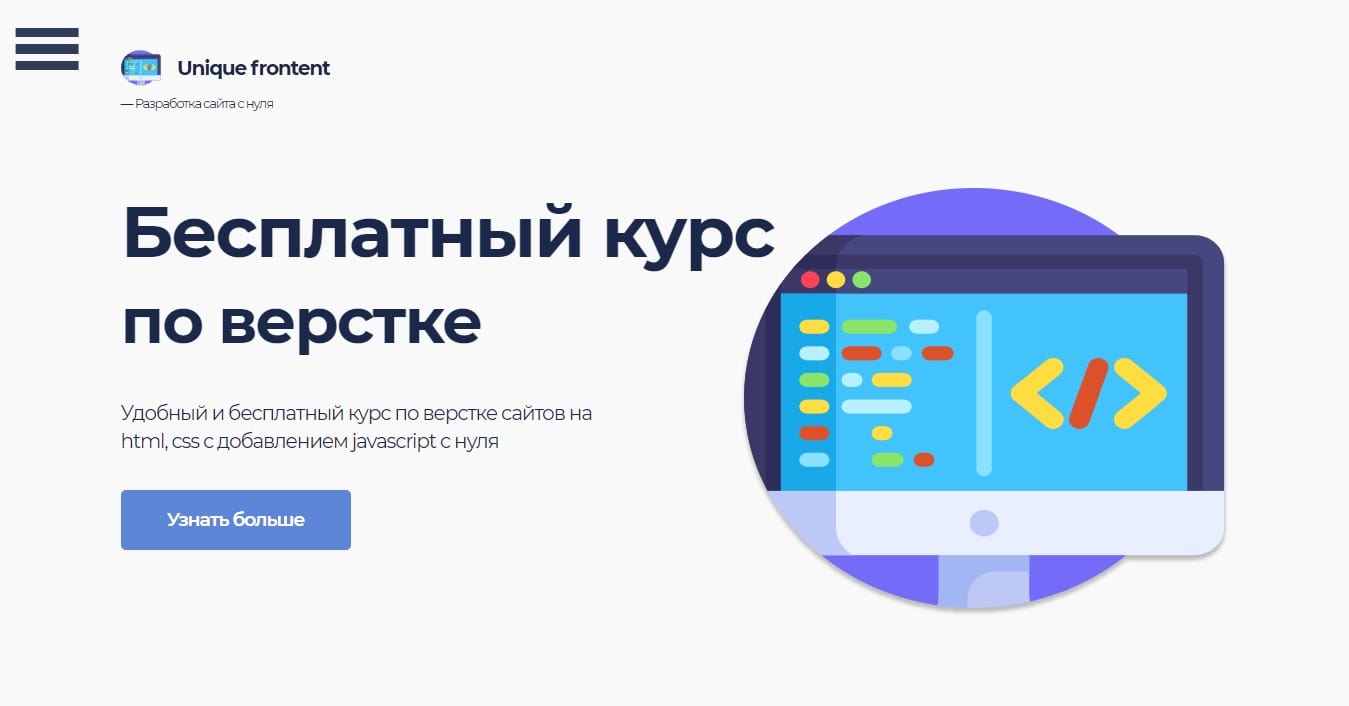 Unique frontent
— Разработка сайта с нуля
Бесплатный курс
по верстке
Удобный и бесплатный курс по верстке сайтов на
html, css с добавлением javascript с нуля
Узнать больше